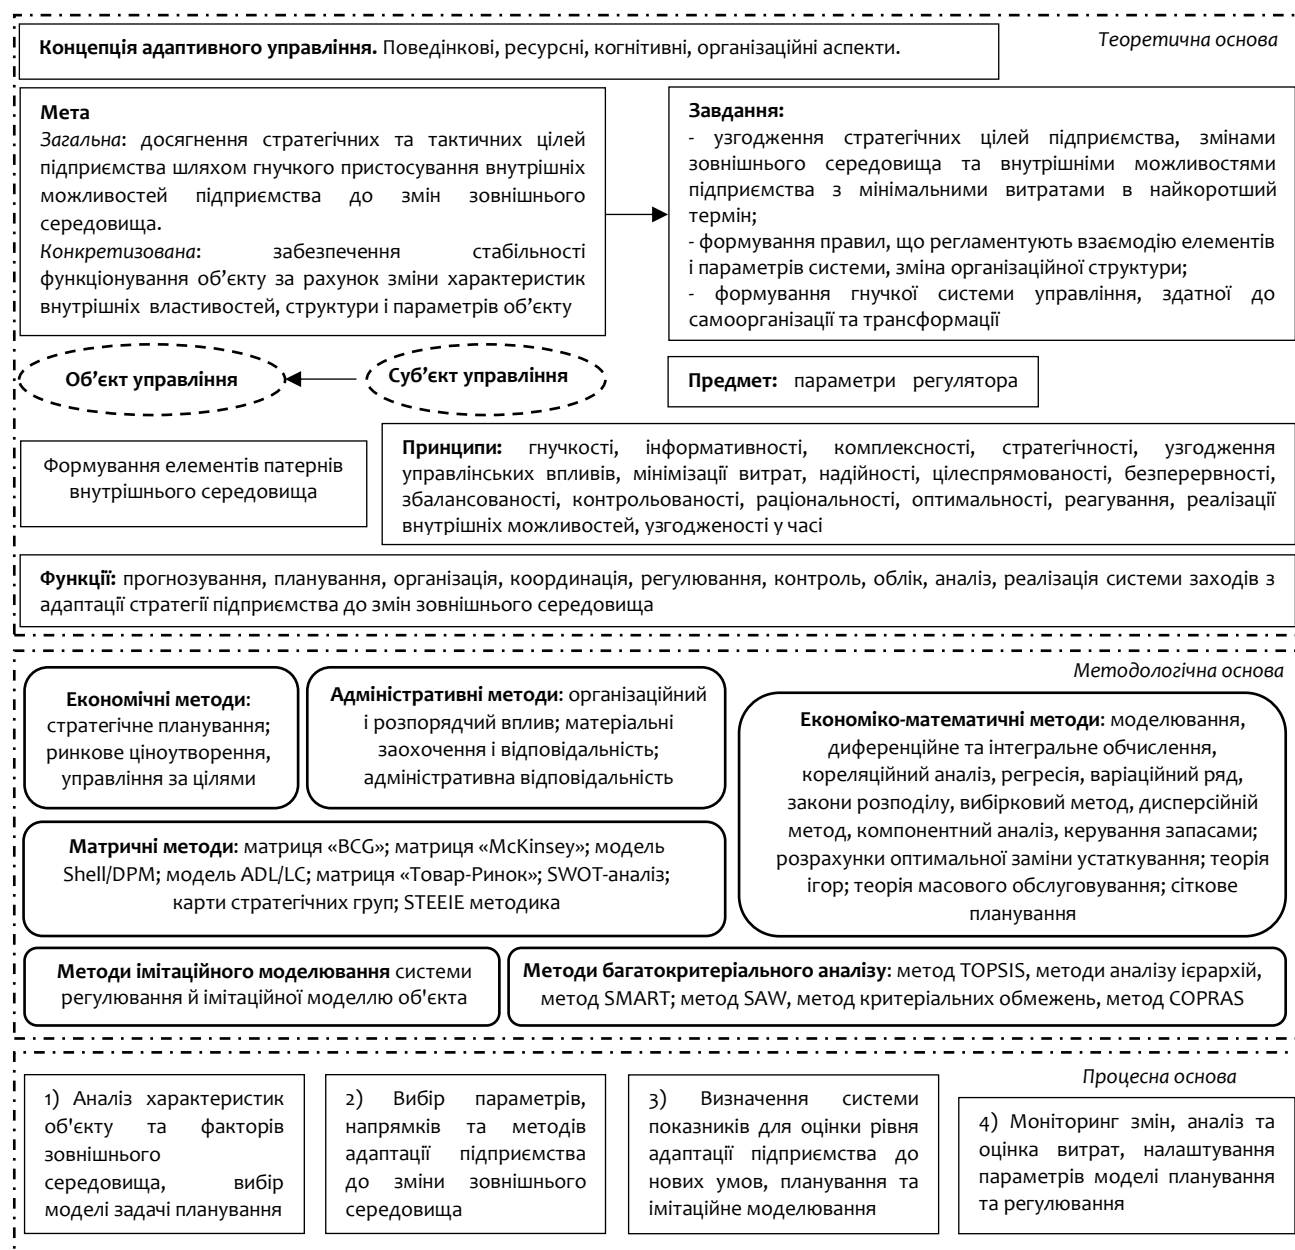 Концепція адаптивного управління. Поведінкові, ресурсні, когнітивні, організаційні аспекти.
Теоретична основа
Мета
Загальна: досягнення стратегічних та тактичних цілей
підприємства шляхом гнучкого пристосування внутрішніх
можливостей підприємства до змін зовнішнього
середовища.
Конкретизована: забезпечення стабільності
функціонування об’єкту за рахунок зміни характеристик
внутрішніх властивостей, структури і параметрів об’єкту
Завдання:
- узгодження стратегічних цілей підприємства, змінами
зовнішнього середовища та внутрішніми можливостями
підприємства з мінімальними витратами в найкоротший
термін;
- формування правил, що регламентують взаємодію елементів
і параметрів системи, зміна організаційної структури;
- формування гнучкої системи управління, здатної до
самоорганізації та трансформації
Об’єкт управління
Суб’єкт управління
Предмет: параметри регулятора
Формування елементів патернів
внутрішнього середовища
Принципи: гнучкості, інформативності, комплексності, стратегічності, узгодження
управлінських впливів, мінімізації витрат, надійності, цілеспрямованості, безперервності,
збалансованості, контрольованості, раціональності, оптимальності, реагування, реалізації
внутрішніх можливостей, узгодженості у часі
Функції: прогнозування, планування, організація, координація, регулювання, контроль, облік, аналіз, реалізація системи заходів з
адаптації стратегії підприємства до змін зовнішнього середовища
Методологічна основа
Економічні методи:
стратегічне планування;
ринкове ціноутворення,
управління за цілями
Адміністративні методи: організаційний
і розпорядчий вплив; матеріальні
заохочення і відповідальність;
адміністративна відповідальність
Економіко-математичні методи: моделювання,
диференційне та інтегральне обчислення,
кореляційний аналіз, регресія, варіаційний ряд,
закони розподілу, вибірковий метод, дисперсійній
метод, компонентний аналіз, керування запасами;
розрахунки оптимальної заміни устаткування; теорія
ігор; теорія масового обслуговування; сіткове
планування
Матричні методи: матриця «BCG»; матриця «McKinsey»; модель
Shell/DPM; модель ADL/LC; матриця «Товар-Ринок»; SWOT-аналіз;
карти стратегічних груп; STEEIE методика
Методи імітаційного моделювання системи
регулювання й імітаційної моделлю об'єкта
Методи багатокритеріального аналізу: метод TOPSIS, методи аналізу ієрархій,
метод SMART; метод SAW, метод критеріальних обмежень, метод COPRAS
Процесна основа
1) Аналіз характеристик
об'єкту та факторів
зовнішнього
середовища, вибір
моделі задачі планування
2) Вибір параметрів,
напрямків та методів
адаптації підприємства
до зміни зовнішнього
середовища
3) Визначення системи
показників для оцінки рівня
адаптації підприємства до
нових умов, планування та
імітаційне моделювання
4) Моніторинг змін, аналіз та
оцінка витрат, налаштування
параметрів моделі планування
та регулювання